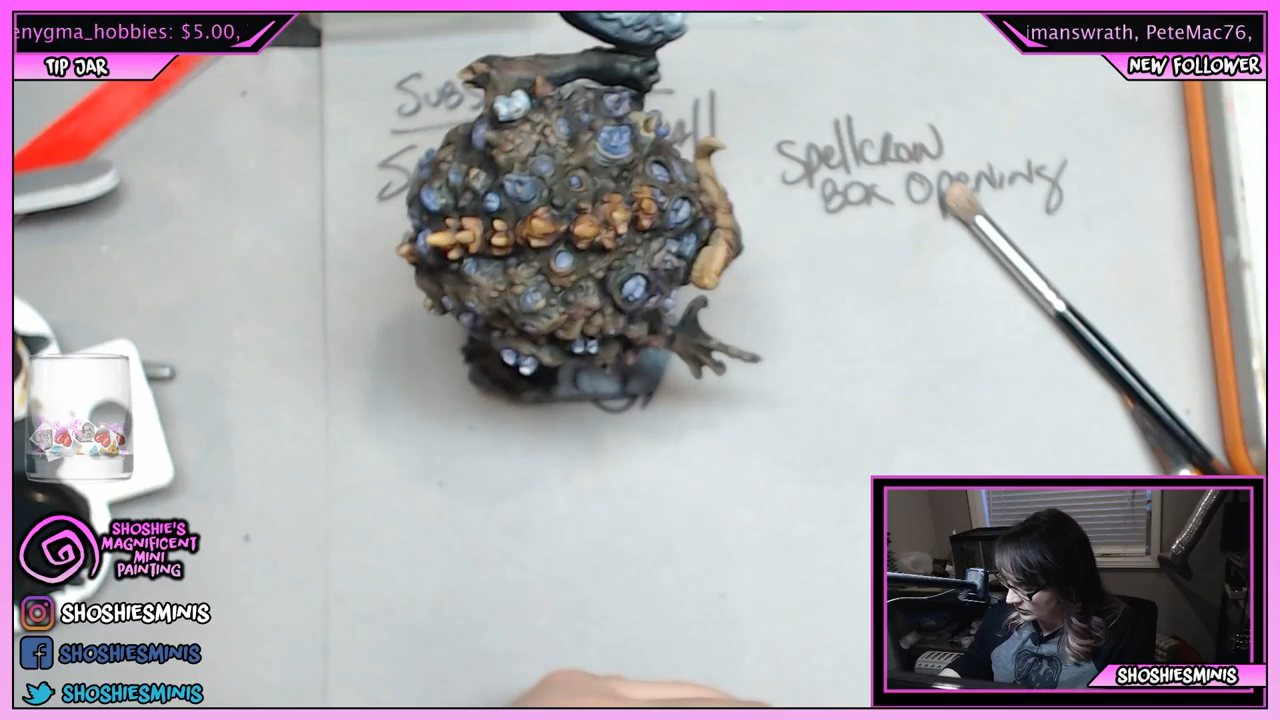 enygma_hobbies: $5.00,
TIP JAR
imanswrath, PeteMac76,
NEW FOLLOWER
Subs
Spellcrow
Box Opening
SHOSHIE'S
MAGNIFICENT
MINI
PAINTING
SHOSHIESMINIS
SHOSHIESMINIS
SHOSHIESMINIS
SHOSHIESMINIS